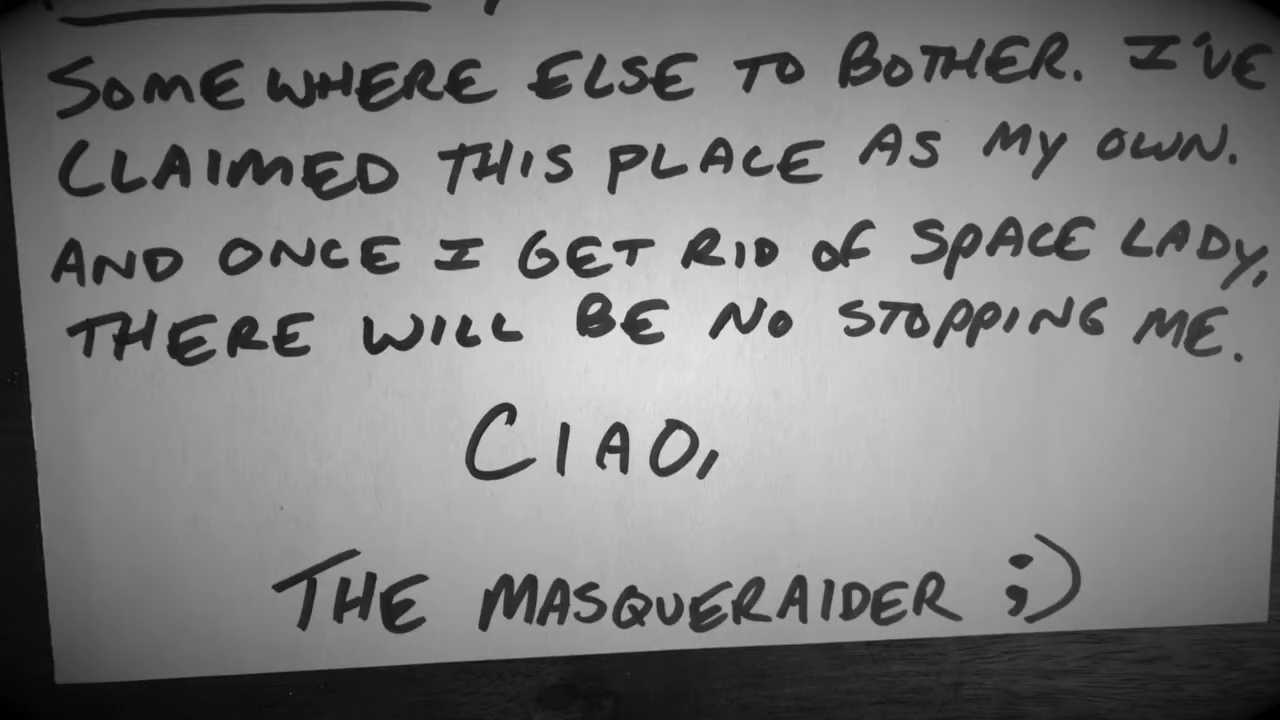 SOMEWHERE ELSE TO BOTHER. I'VE
CLAIMED THIS PLACE AS MY OWN.
AND ONCE I GET RID OF SPACE LADY,
THERE WILL BE NO STOPPING ME.
CIAO,
THE MASQUERAIDER ;)